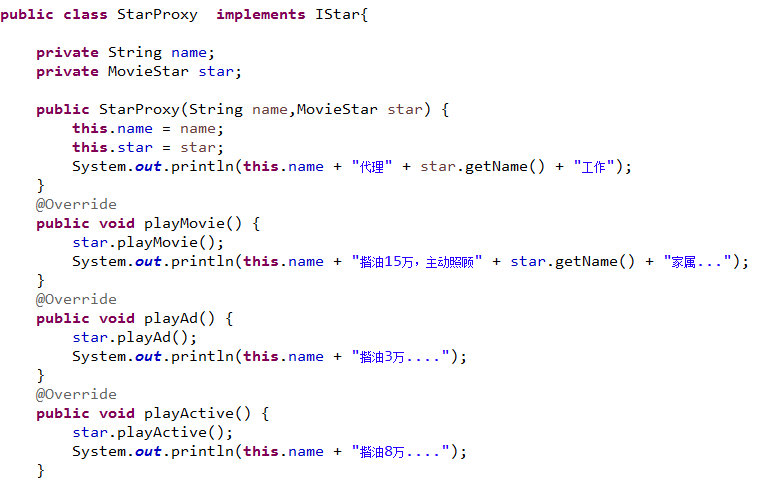 public class StarProxy  implements IStar{
private String name;
private MovieStar star;
public StarProxy(String name,MovieStar star) {
this.name = name;
this.star = star;
System.out.println(this.name + "代理" + star.getName() + "工作");
}
@Override
public void playMovie() {
star.playMovie();
System.out.println(this.name + "揩油15万，主动照顾" + star.getName() + "家属...");
}
@Override
public void playAd() {
star.playAd();
System.out.println(this.name + "揩油3万....");
}
@Override
public void playActive() {
star.playActive();
System.out.println(this.name + "揩油8万....");
}